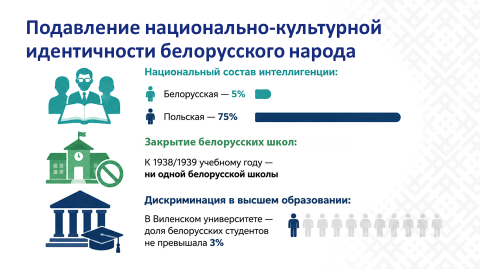 Подавление национально-культурной
идентичности белорусского народа
Национальный состав интеллигенции:
Белорусская — 5%
Польская — 75%
Закрытие белорусских школ:
К 1938/1939 учебному году —
ни одной белорусской школы
Дискриминация в высшем образовании:
В Виленском университете —
доля белорусских студентов
не превышала 3%